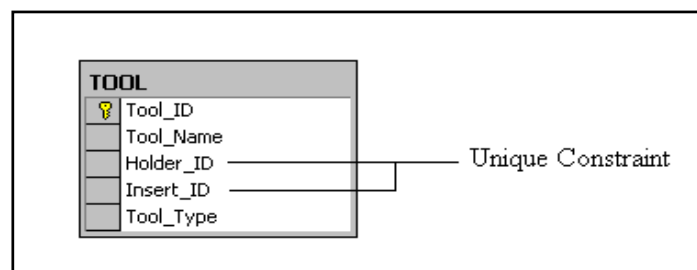 TOOL
Tool_ID
Tool_Name
Holder_ID
Insert_ID
Tool_Type
Unique Constraint